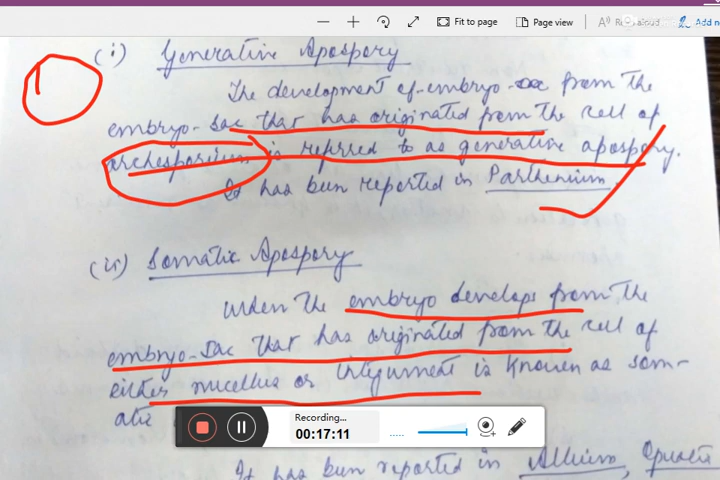 Fit to page
Page view
Add n
(i) Generative Apospory
The development of embryo from the
embryo-sac that has originated from the cell of
archesporium is referred to as generative apospory.
It has been reported in Parthenium.
(ii) Somatic Apospory
when the embryo develops from the
embryo-sac that has originated from the cell of
either nucellus or integument is known as som-
atic
Recording...
00:17:11
It has been reported in Allium,